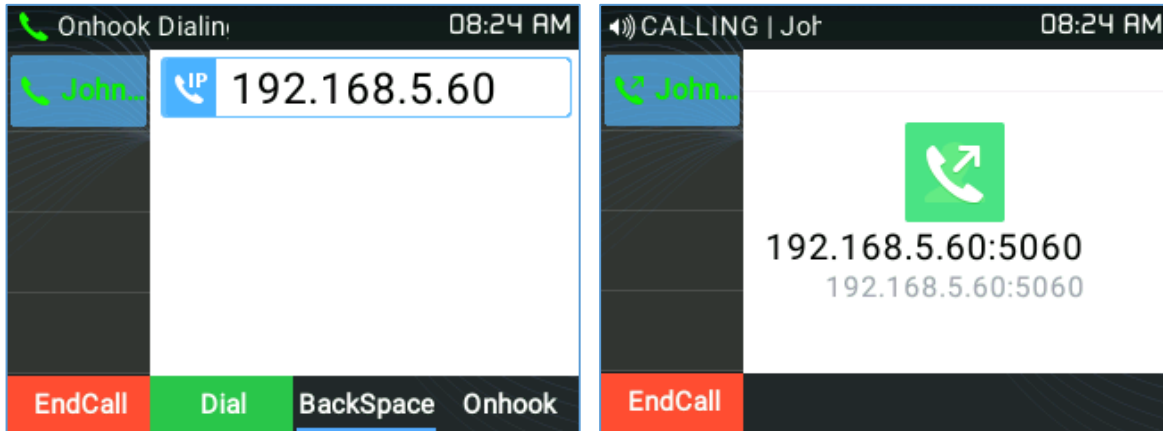 Onhook Dialing
08:24 AM
John...
IP
192.168.5.60
EndCall
Dial
BackSpace
Onhook
CALLING | Joh
08:24 AM
John...
192.168.5.60:5060
192.168.5.60:5060
EndCall